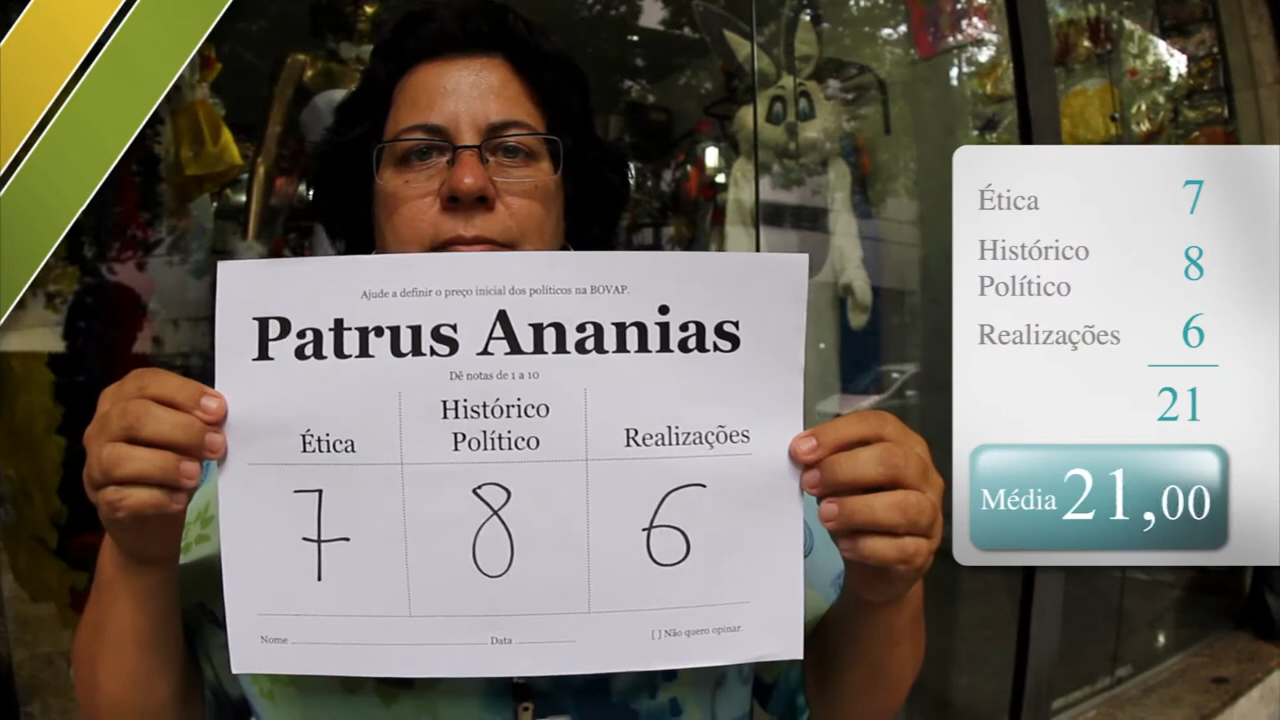 Ajude a definir o preço inicial dos políticos na BOVAP.
Patrus Ananias
Dê notas de 1 a 10
Ética
Histórico
Político
Realizações
7
8
6
Nome
Data
[ ] Não quero opinar.
Ética 7
Histórico
Político 8
Realizações 6
21
Média 21,00